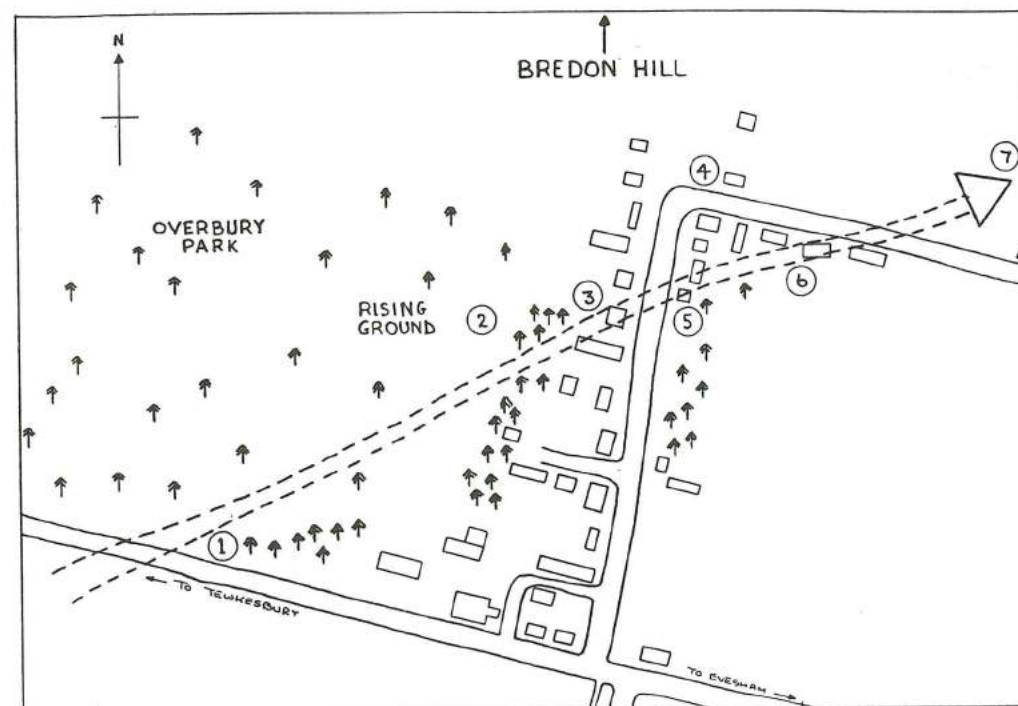 N
BREDON HILL
OVERBURY
PARK
RISING
GROUND
1
2
3
4
5
6
7
← TO TEWKESBURY
TO EVESHAM →